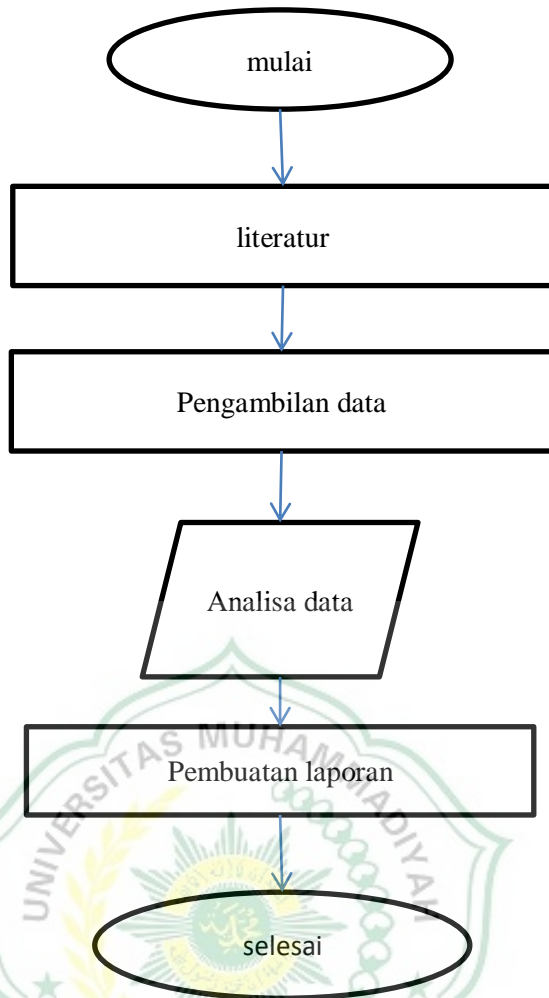 mulai
literatur
Pengambilan data
Analisa data
Pembuatan laporan
UNIVERSITAS MUHAMMADIYAH
selesai